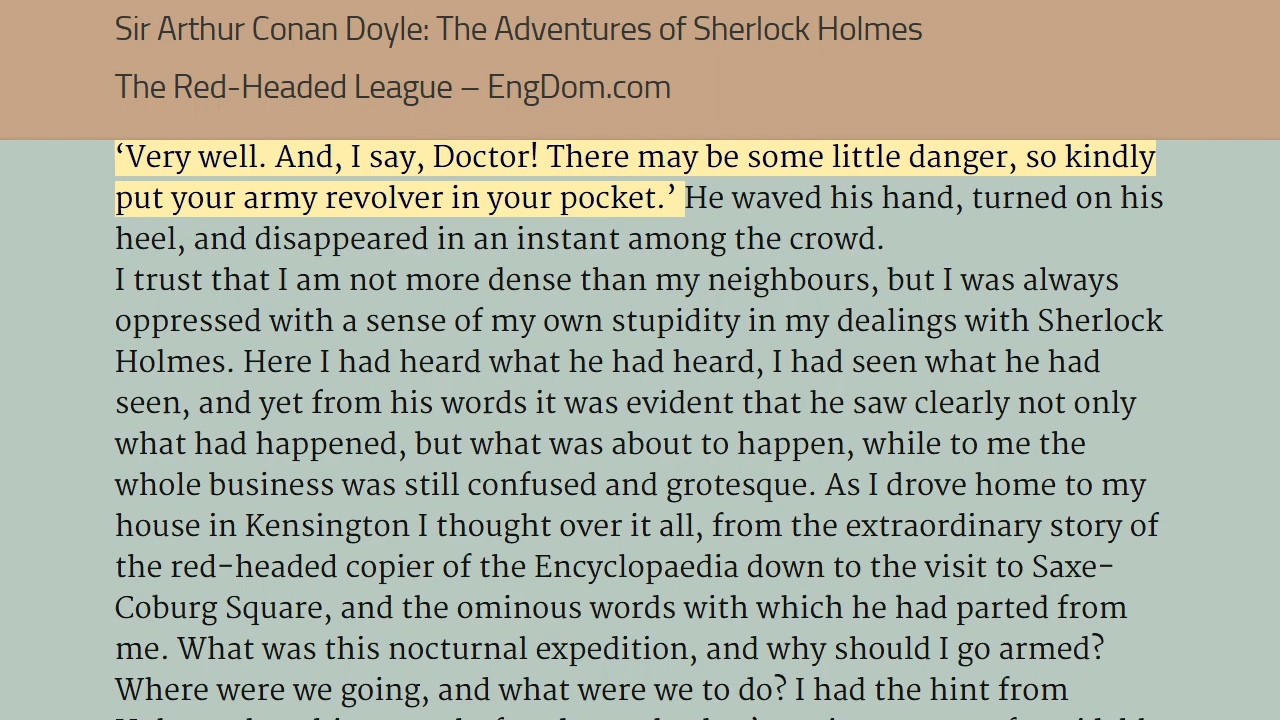 Sir Arthur Conan Doyle: The Adventures of Sherlock Holmes
The Red-Headed League – EngDom.com
‘Very well. And, I say, Doctor! There may be some little danger, so kindly
put your army revolver in your pocket.’ He waved his hand, turned on his
heel, and disappeared in an instant among the crowd.
I trust that I am not more dense than my neighbours, but I was always
oppressed with a sense of my own stupidity in my dealings with Sherlock
Holmes. Here I had heard what he had heard, I had seen what he had
seen, and yet from his words it was evident that he saw clearly not only
what had happened, but what was about to happen, while to me the
whole business was still confused and grotesque. As I drove home to my
house in Kensington I thought over it all, from the extraordinary story of
the red-headed copier of the Encyclopaedia down to the visit to Saxe-
Coburg Square, and the ominous words with which he had parted from
me. What was this nocturnal expedition, and why should I go armed?
Where were we going, and what were we to do? I had the hint from